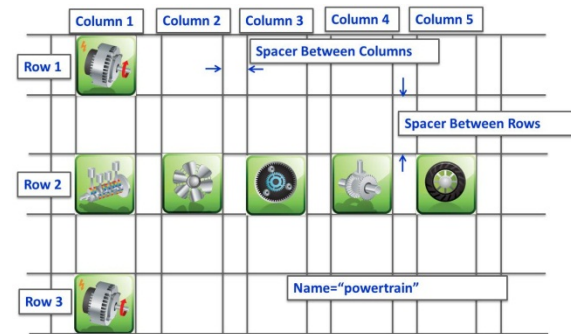 Column 1
Column 2
Column 3
Column 4
Column 5
Spacer Between Columns
Row 1
Spacer Between Rows
Row 2
Name=“powertrain”
Row 3